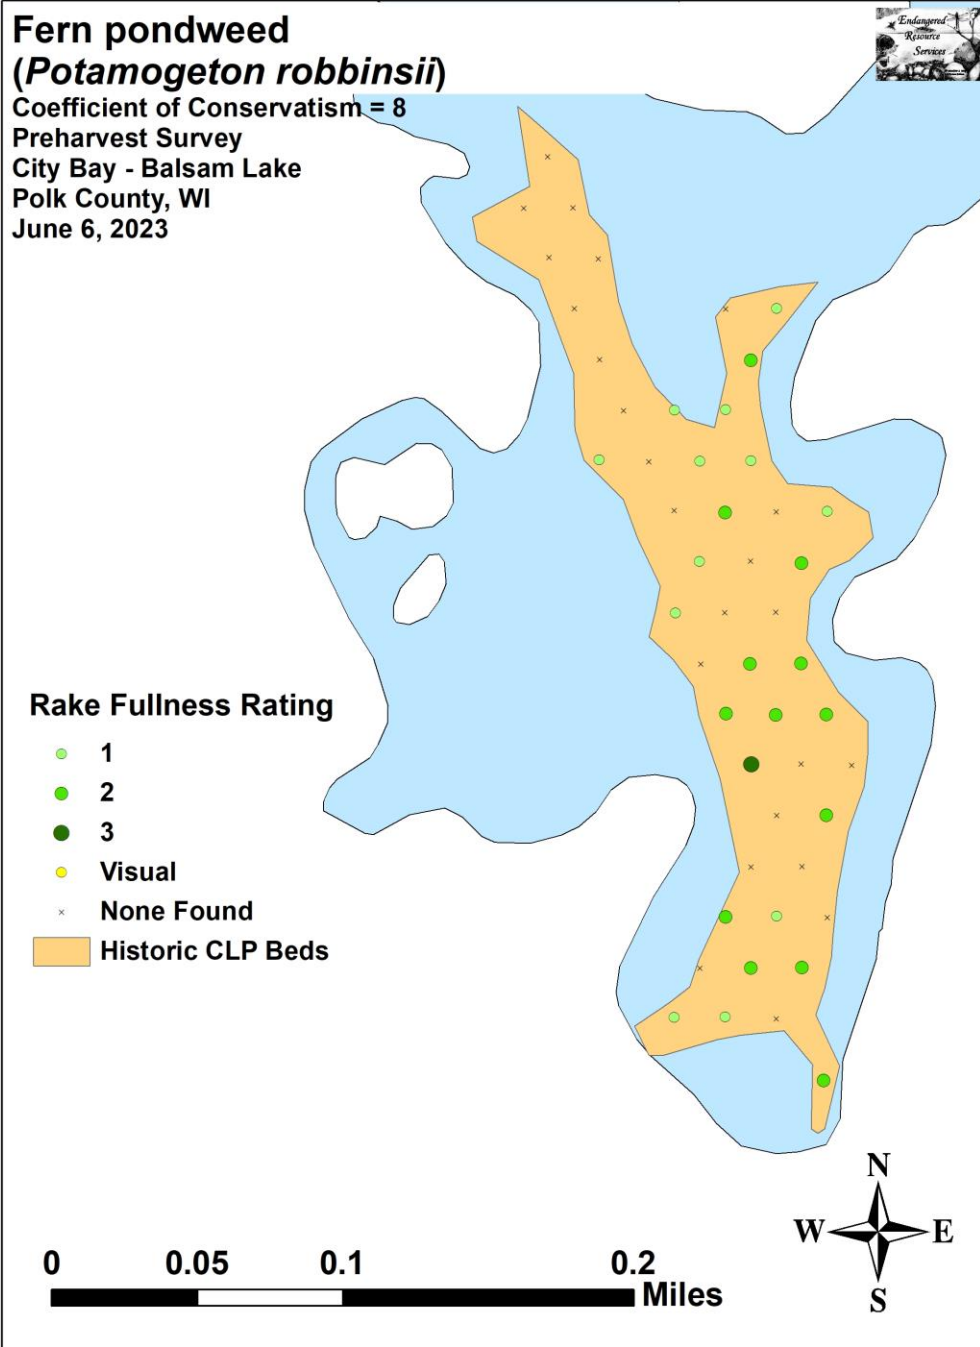 Fern pondweed
(Potamogeton robbinsii)
Coefficient of Conservatism = 8
Preharvest Survey
City Bay - Balsam Lake
Polk County, WI
June 6, 2023
Endangered
Resource
Services
Rake Fullness Rating
1
2
3
Visual
None Found
Historic CLP Beds
N
W E
S
0 0.05 0.1 0.2
Miles